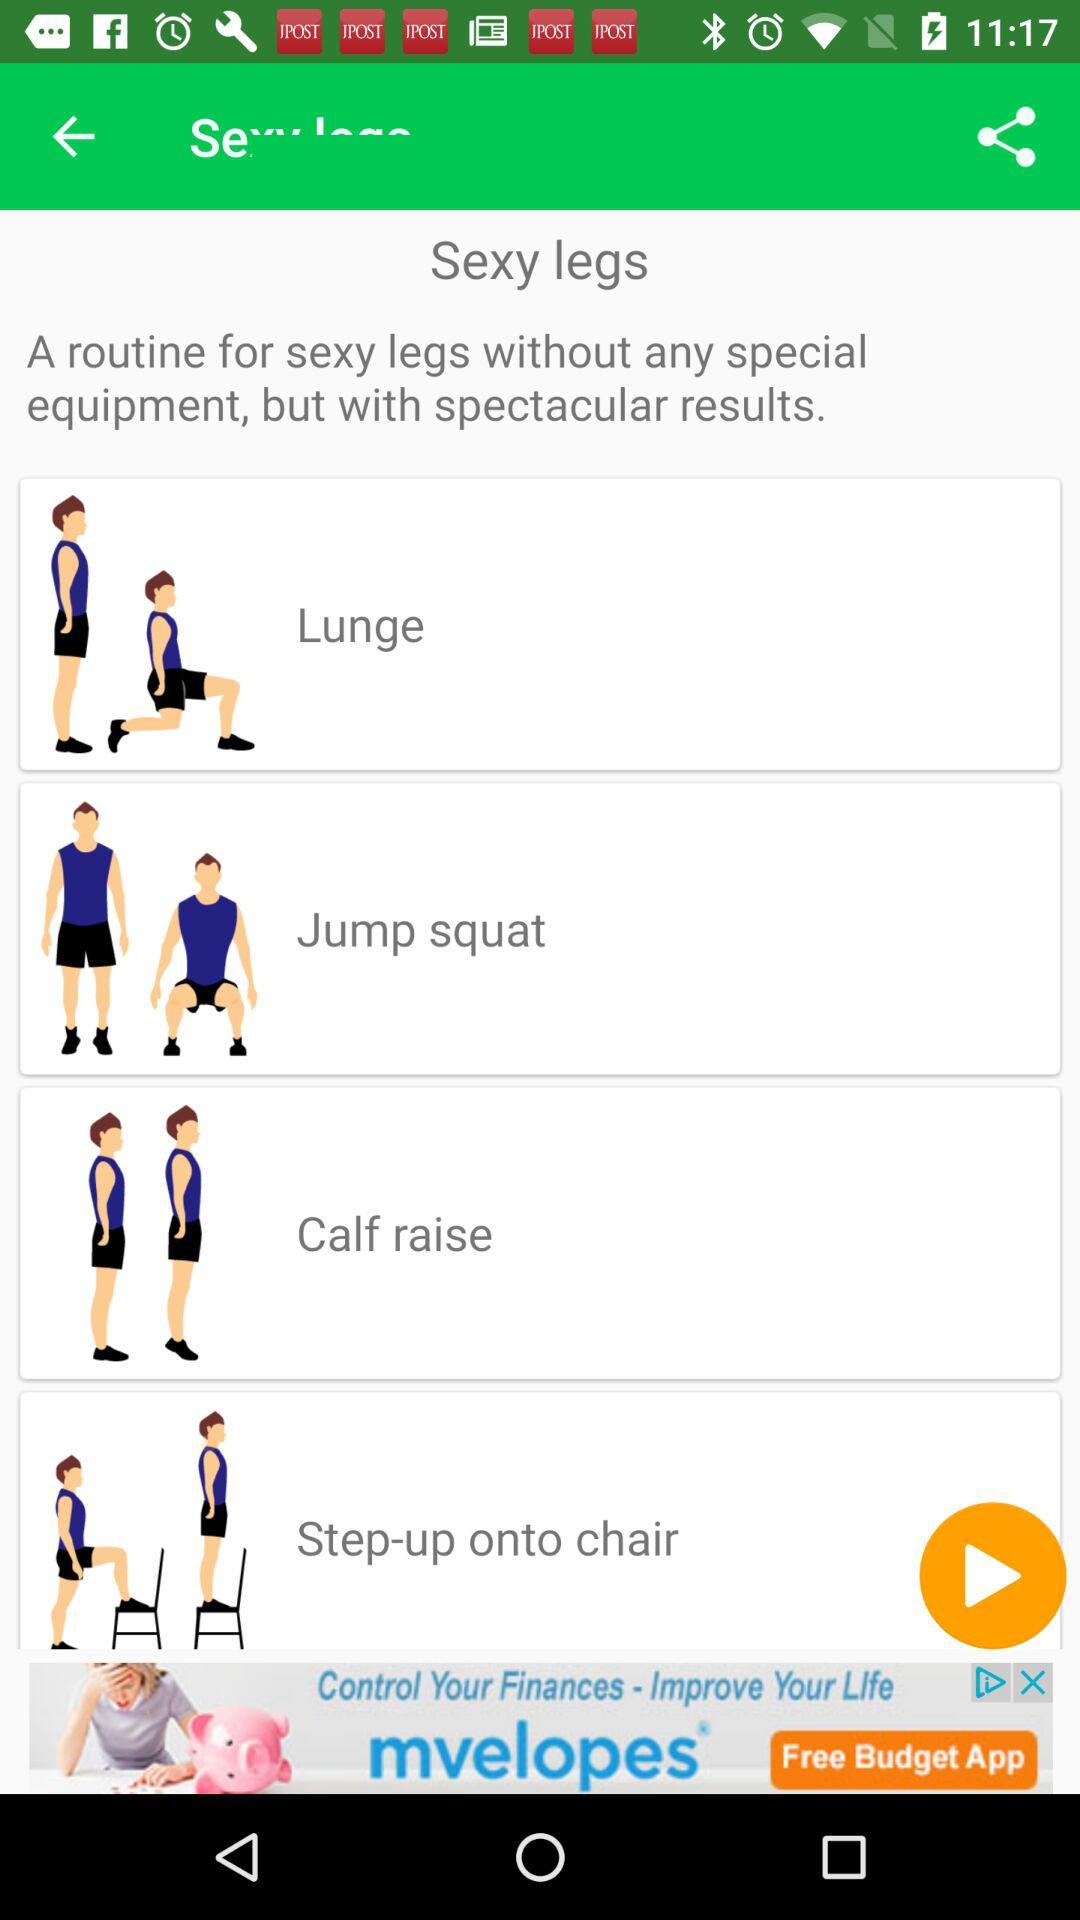 JPOST JPOST JPOST JPOST JPOST 11:17
Sexy legs
Sexy legs
A routine for sexy legs without any special
equipment, but with spectacular results.
Lunge
Jump squat
Calf raise
Step-up onto chair
Control Your Finances - Improve Your LIfe
mvelopes®
Free Budget App